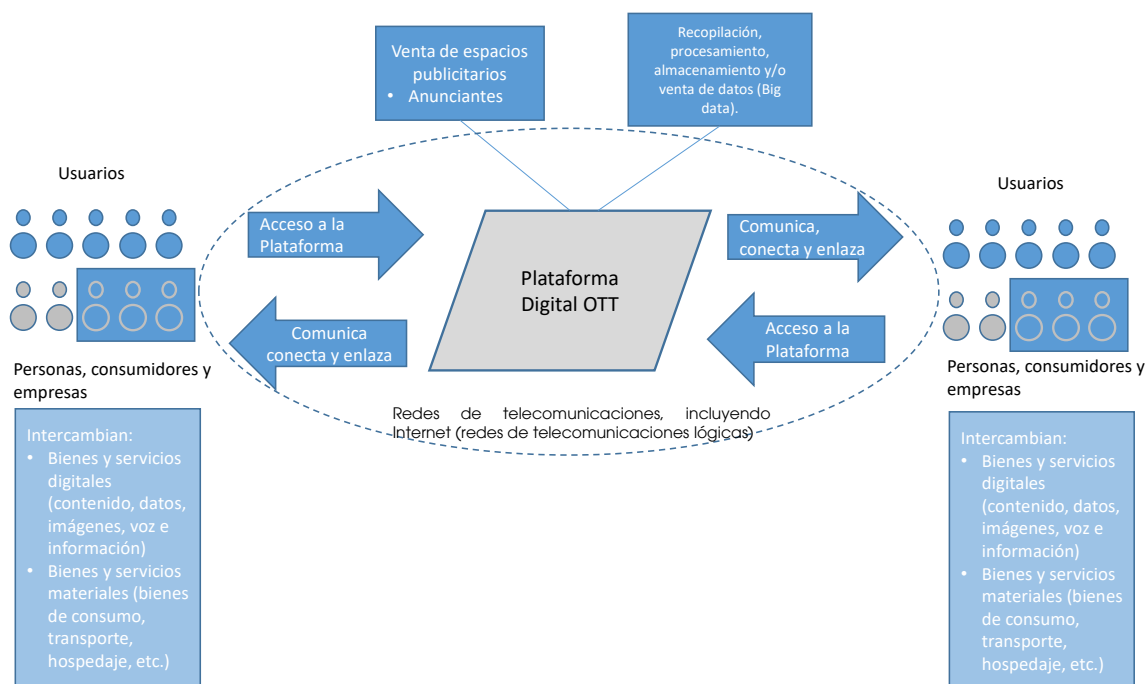 Venta de espacios
publicitarios
• Anunciantes
Recopilación,
procesamiento,
almacenamiento y/o
venta de datos (Big
data).
Usuarios
Usuarios
Acceso a la
Plataforma
Comunica,
conecta y enlaza
Plataforma
Digital OTT
Comunica
conecta y enlaza
Acceso a la
Plataforma
Personas, consumidores y
empresas
Personas, consumidores y
empresas
Redes de telecomunicaciones, incluyendo
Internet (redes de telecomunicaciones lógicas)
Intercambian:
• Bienes y servicios
digitales
(contenido, datos,
imágenes, voz e
información)
• Bienes y servicios
materiales (bienes
de consumo,
transporte,
hospedaje, etc.)
Intercambian:
• Bienes y servicios
digitales
(contenido, datos,
imágenes, voz e
información)
• Bienes y servicios
materiales (bienes
de consumo,
transporte,
hospedaje, etc.)